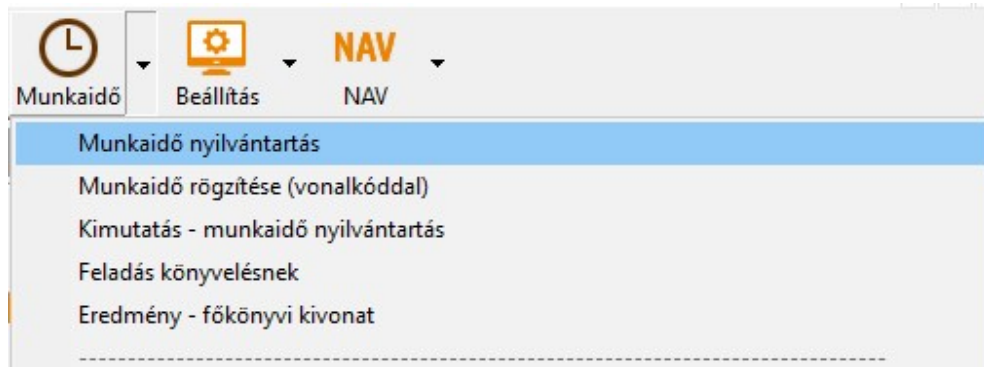 NAV
Munkaidő Beállítás NAV
Munkaidő nyilvántartás
Munkaidő rögzítése (vonalkóddal)
Kimutatás - munkaidő nyilvántartás
Feladás könyvelésnek
Eredmény - főkönyvi kivonat